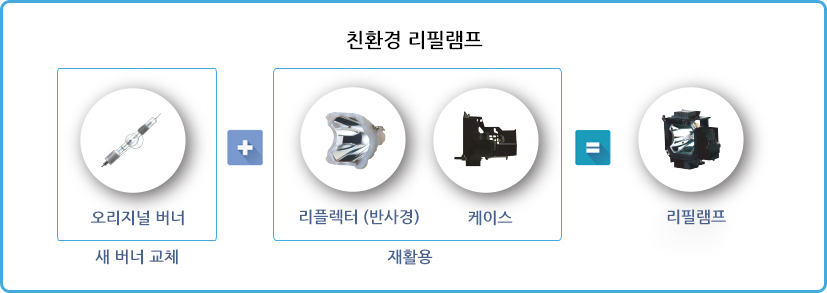 친환경 리필램프
오리지널 버너
+
리플렉터 (반사경)
케이스
=
리필램프
새 버너 교체
재활용